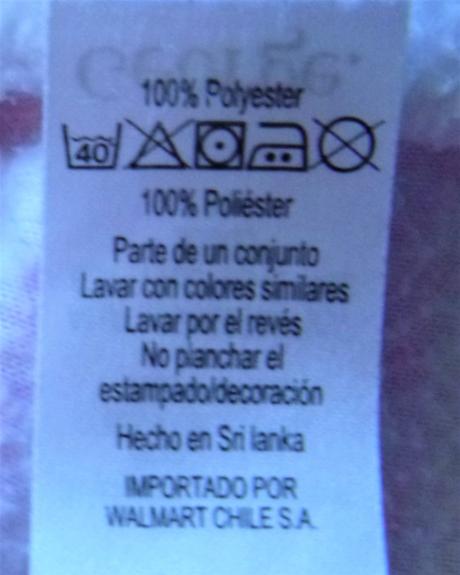 100% Polyester
40
100% Poliéster
Parte de un conjunto
Lavar con colores similares
Lavar por el revés
No planchar el
estampado/decoración
Hecho en Sri lanka
IMPORTADO POR
WALMART CHILE S.A.